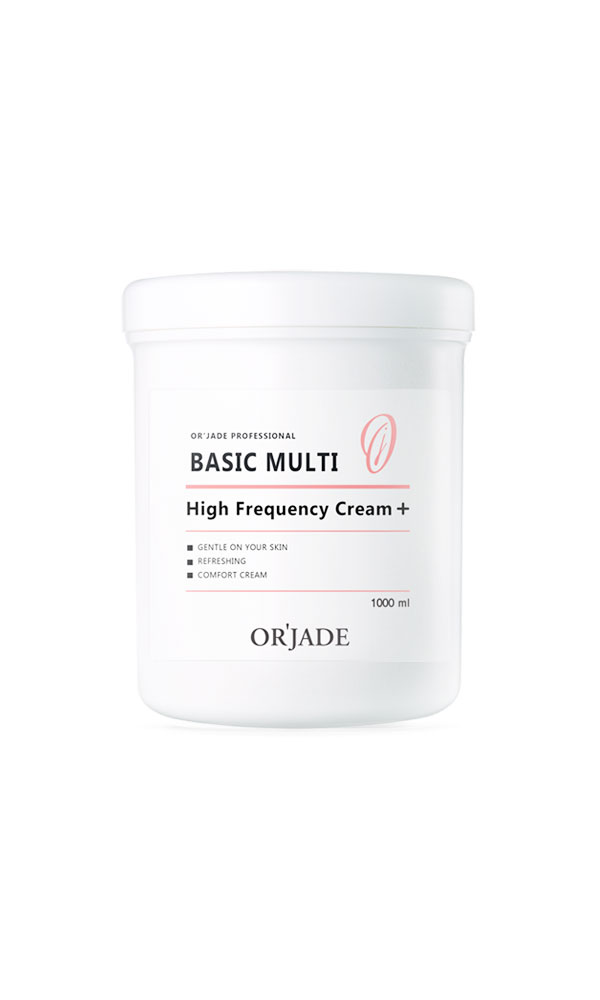 OR'JADE PROFESSIONAL
BASIC MULTI
High Frequency Cream +
■ GENTLE ON YOUR SKIN
■ REFRESHING
■ COMFORT CREAM
1000 ml
OR'JADE